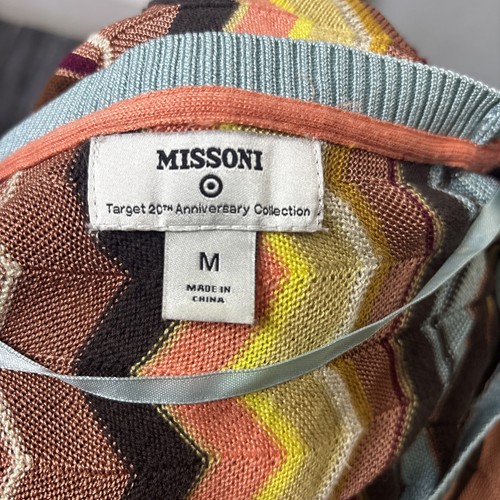 MISSONI
Target 20TH Anniversary Collection
M
MADE IN
CHINA